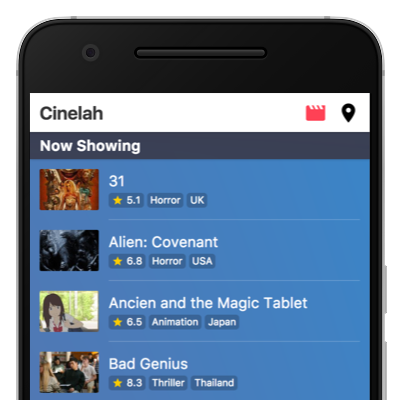 Cinelah
Now Showing
31
5.1 Horror UK
Alien: Covenant
6.8 Horror USA
Ancien and the Magic Tablet
6.5 Animation Japan
Bad Genius
8.3 Thriller Thailand